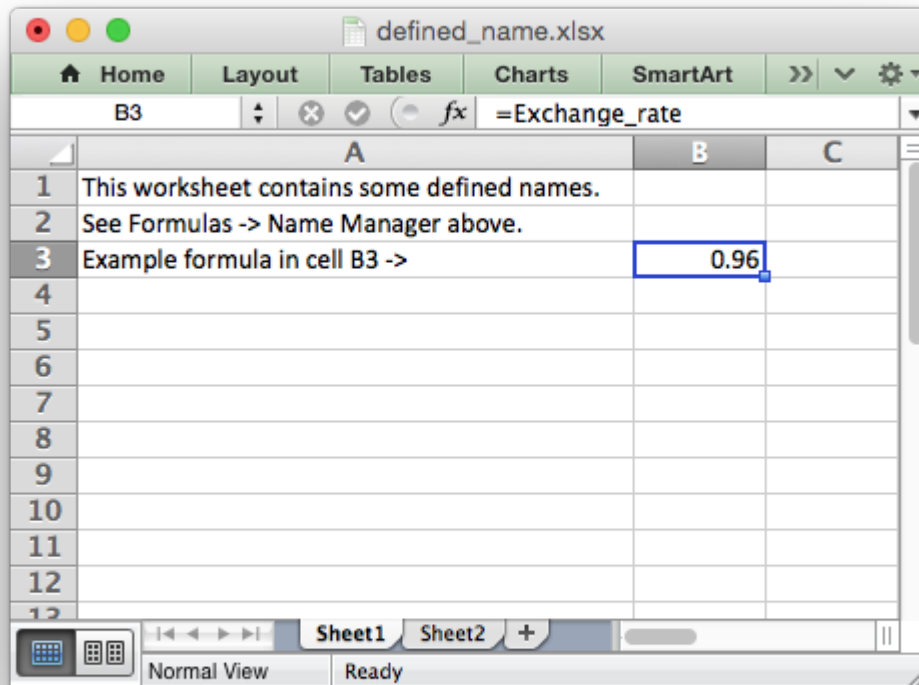 defined_name.xlsx
Home Layout Tables Charts SmartArt
B3 fx =Exchange_rate
A B C
1 This worksheet contains some defined names.
2 See Formulas -> Name Manager above.
3 Example formula in cell B3 -> 0.96
4
5
6
7
8
9
10
11
12
13
Sheet1 Sheet2 +
Normal View Ready